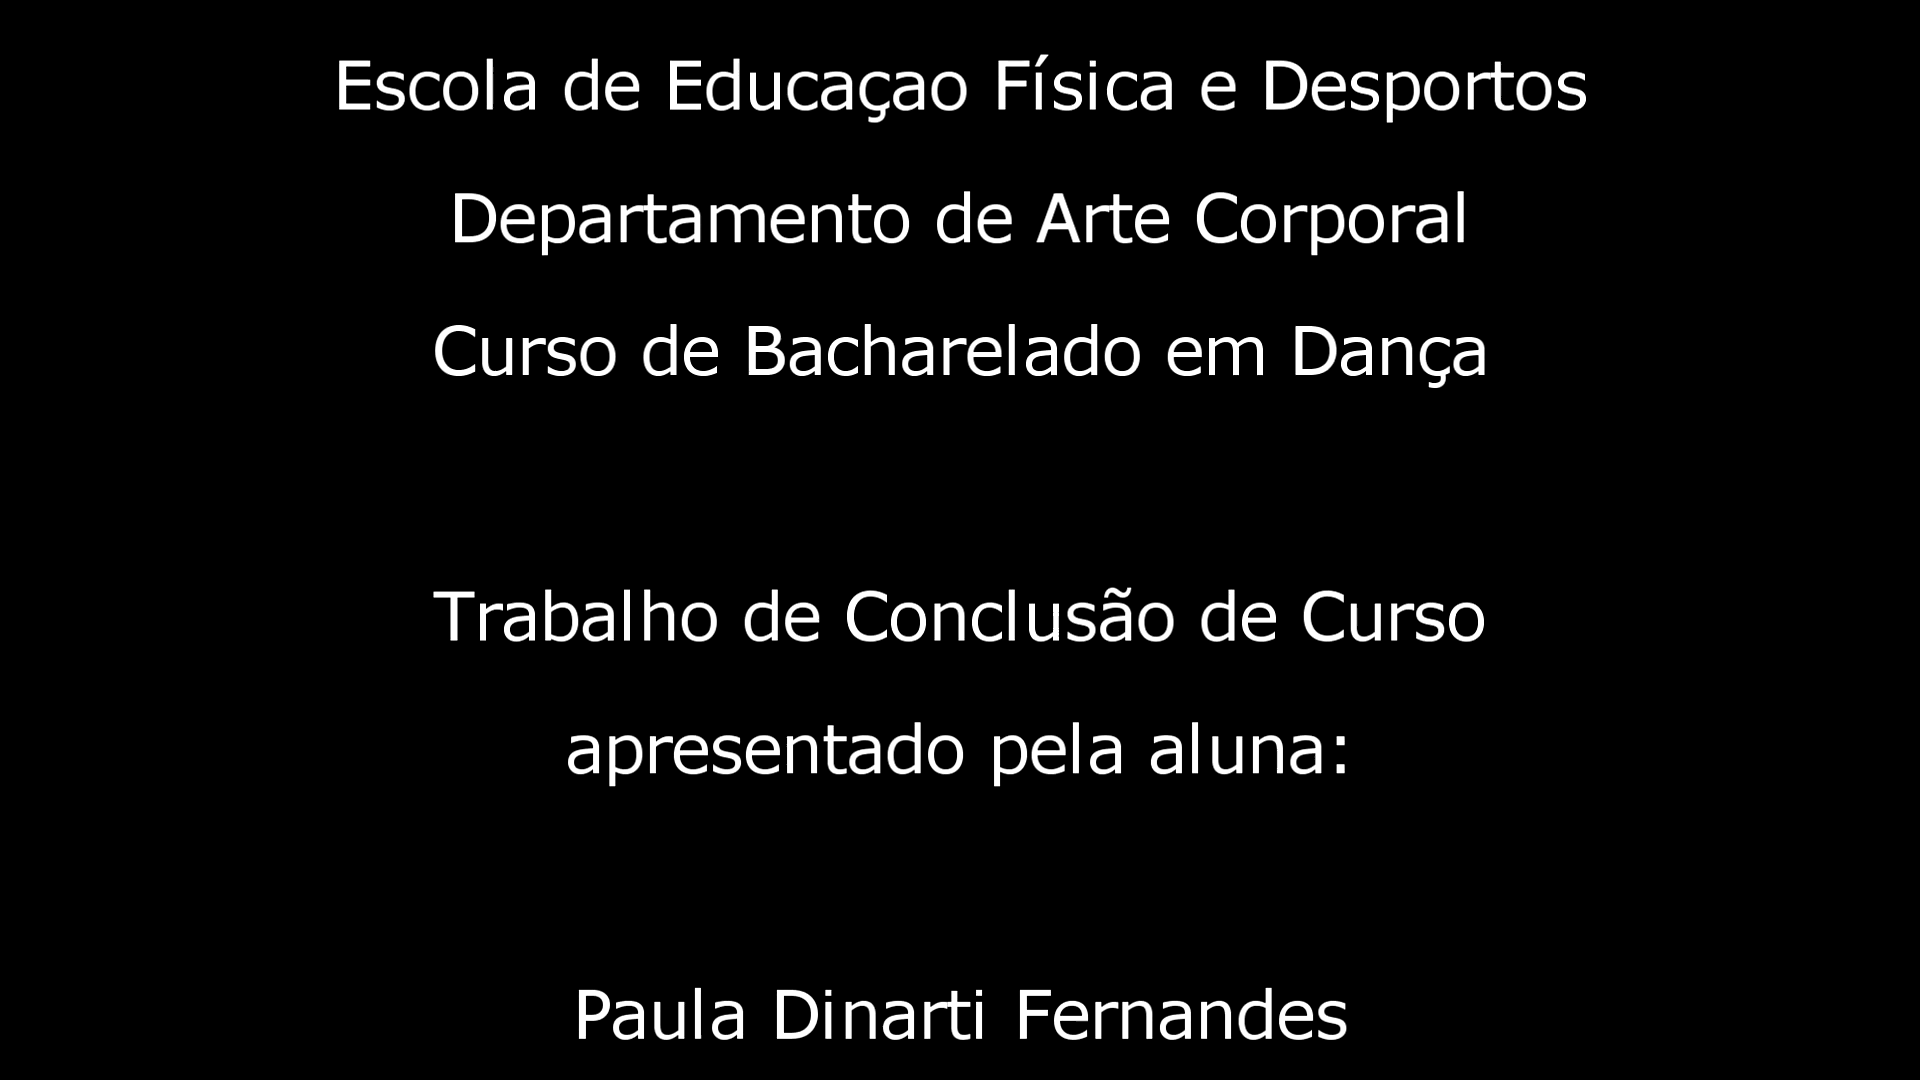 Escola de Educaçao Física e Desportos
Departamento de Arte Corporal
Curso de Bacharelado em Dança
Trabalho de Conclusão de Curso
apresentado pela aluna:
Paula Dinarti Fernandes